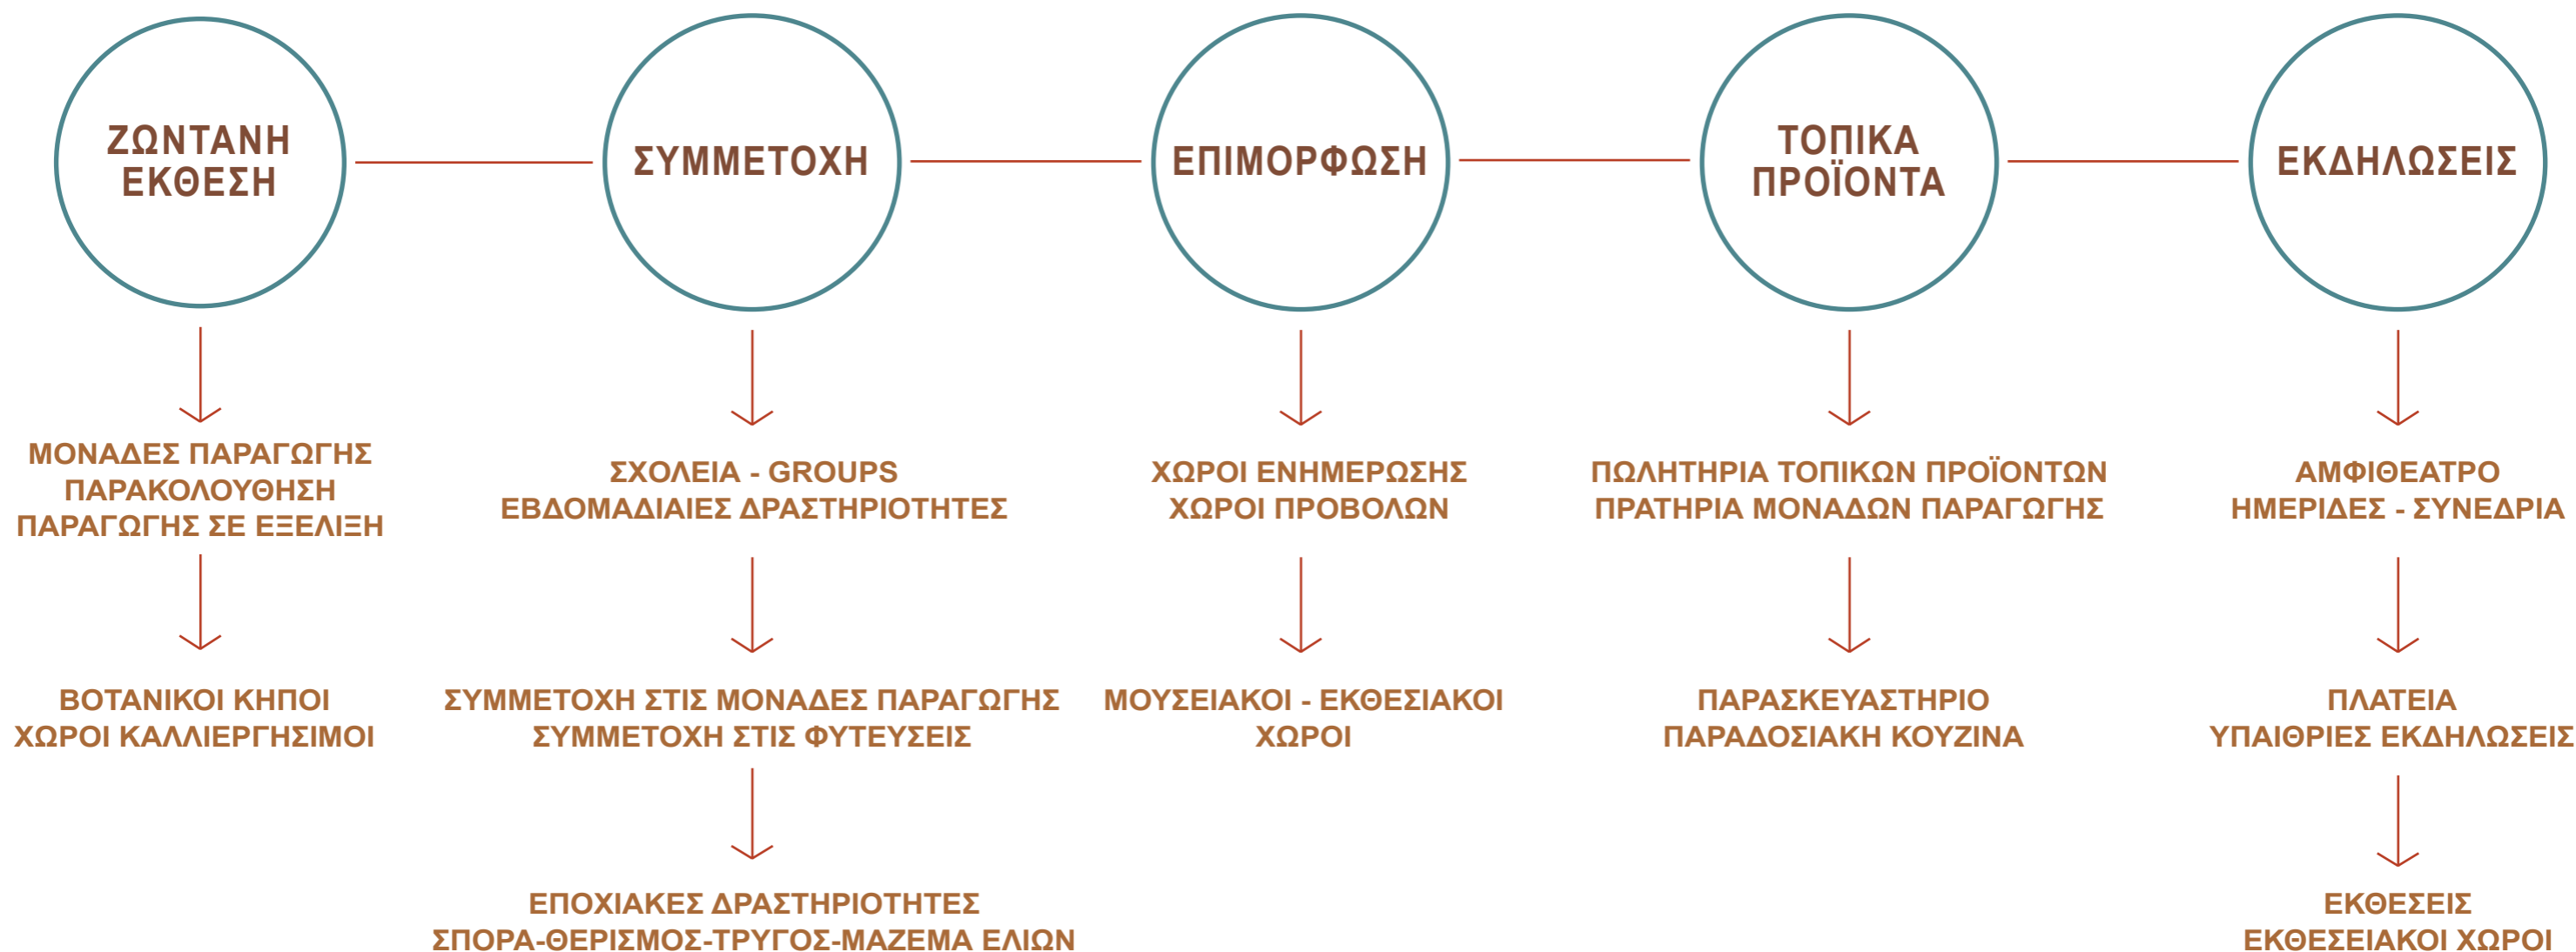 ΖΩΝΤΑΝΗ
ΕΚΘΕΣΗ
ΣΥΜΜΕΤΟΧΗ
ΕΠΙΜΟΡΦΩΣΗ
ΤΟΠΙΚΑ
ΠΡΟΪΟΝΤΑ
ΕΚΔΗΛΩΣΕΙΣ
ΜΟΝΑΔΕΣ ΠΑΡΑΓΩΓΗΣ
ΠΑΡΑΚΟΛΟΥΘΗΣΗ
ΠΑΡΑΓΩΓΗΣ ΣΕ ΕΞΕΛΙΞΗ
ΣΧΟΛΕΙΑ - GROUPS
ΕΒΔΟΜΑΔΙΑΙΕΣ ΔΡΑΣΤΗΡΙΟΤΗΤΕΣ
ΧΩΡΟΙ ΕΝΗΜΕΡΩΣΗΣ
ΧΩΡΟΙ ΠΡΟΒΟΛΩΝ
ΠΩΛΗΤΗΡΙΑ ΤΟΠΙΚΩΝ ΠΡΟΪΟΝΤΩΝ
ΠΡΑΤΗΡΙΑ ΜΟΝΑΔΩΝ ΠΑΡΑΓΩΓΗΣ
ΑΜΦΙΘΕΑΤΡΟ
ΗΜΕΡΙΔΕΣ - ΣΥΝΕΔΡΙΑ
ΒΟΤΑΝΙΚΟΙ ΚΗΠΟΙ
ΧΩΡΟΙ ΚΑΛΛΙΕΡΓΗΣΙΜΟΙ
ΣΥΜΜΕΤΟΧΗ ΣΤΙΣ ΜΟΝΑΔΕΣ ΠΑΡΑΓΩΓΗΣ
ΣΥΜΜΕΤΟΧΗ ΣΤΙΣ ΦΥΤΕΥΣΕΙΣ
ΜΟΥΣΕΙΑΚΟΙ - ΕΚΘΕΣΙΑΚΟΙ
ΧΩΡΟΙ
ΠΑΡΑΣΚΕΥΑΣΤΗΡΙΟ
ΠΑΡΑΔΟΣΙΑΚΗ ΚΟΥΖΙΝΑ
ΠΛΑΤΕΙΑ
ΥΠΑΙΘΡΙΕΣ ΕΚΔΗΛΩΣΕΙΣ
ΕΠΟΧΙΑΚΕΣ ΔΡΑΣΤΗΡΙΟΤΗΤΕΣ
ΣΠΟΡΑ-ΘΕΡΙΣΜΟΣ-ΤΡΥΓΟΣ-ΜΑΖΕΜΑ ΕΛΙΩΝ
ΕΚΘΕΣΕΙΣ
ΕΚΘΕΣΕΙΑΚΟΙ ΧΩΡΟΙ